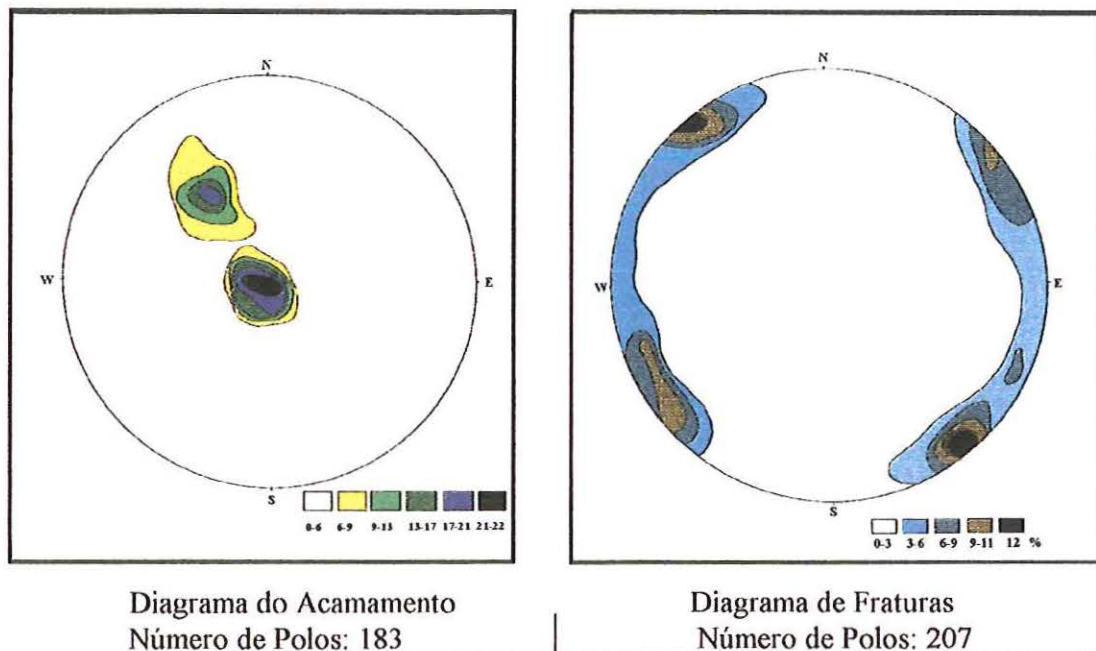 N
W
E
S
0-6 6-9 9-13 13-17 17-21 21-22
N
W
E
S
0-3 3-6 6-9 9-11 12 %
Diagrama do Acamamento
Número de Polos: 183
Diagrama de Fraturas
Número de Polos: 207